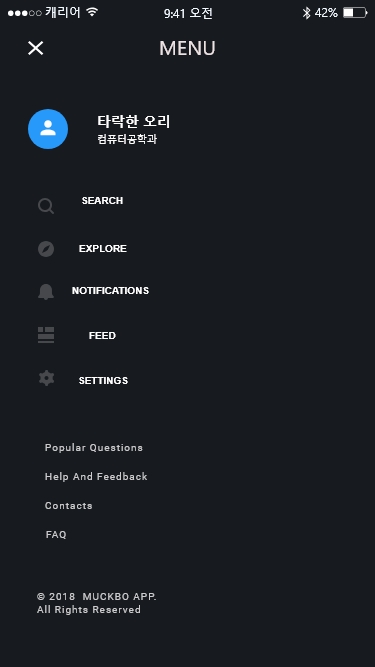 캐리어 9:41 오전 42%
MENU
타락한 오리
컴퓨터공학과
SEARCH
EXPLORE
NOTIFICATIONS
FEED
SETTINGS
Popular Questions
Help And Feedback
Contacts
FAQ
© 2018 MUCKBO APP.
All Rights Reserved